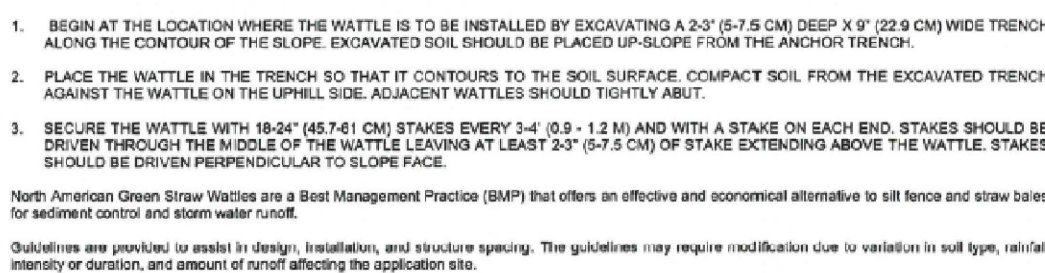 1. BEGIN AT THE LOCATION WHERE THE WATTLE IS TO BE INSTALLED BY EXCAVATING A 2-3" (5-7.5 CM) DEEP X 9" (22.9 CM) WIDE TRENCH
ALONG THE CONTOUR OF THE SLOPE. EXCAVATED SOIL SHOULD BE PLACED UP-SLOPE FROM THE ANCHOR TRENCH.
2. PLACE THE WATTLE IN THE TRENCH SO THAT IT CONTOURS TO THE SOIL SURFACE. COMPACT SOIL FROM THE EXCAVATED TRENCH
AGAINST THE WATTLE ON THE UPHILL SIDE. ADJACENT WATTLES SHOULD TIGHTLY ABUT.
3. SECURE THE WATTLE WITH 18-24" (45.7-61 CM) STAKES EVERY 3-4' (0.9 - 1.2 M) AND WITH A STAKE ON EACH END. STAKES SHOULD BE
DRIVEN THROUGH THE MIDDLE OF THE WATTLE LEAVING AT LEAST 2-3" (5-7.5 CM) OF STAKE EXTENDING ABOVE THE WATTLE. STAKES
SHOULD BE DRIVEN PERPENDICULAR TO SLOPE FACE.
North American Green Straw Wattles are a Best Management Practice (BMP) that offers an effective and economical alternative to silt fence and straw bales
for sediment control and storm water runoff.
Guidelines are provided to assist in design, installation, and structure spacing. The guidelines may require modification due to variation in soil type, rainfall
intensity or duration, and amount of runoff affecting the application site.